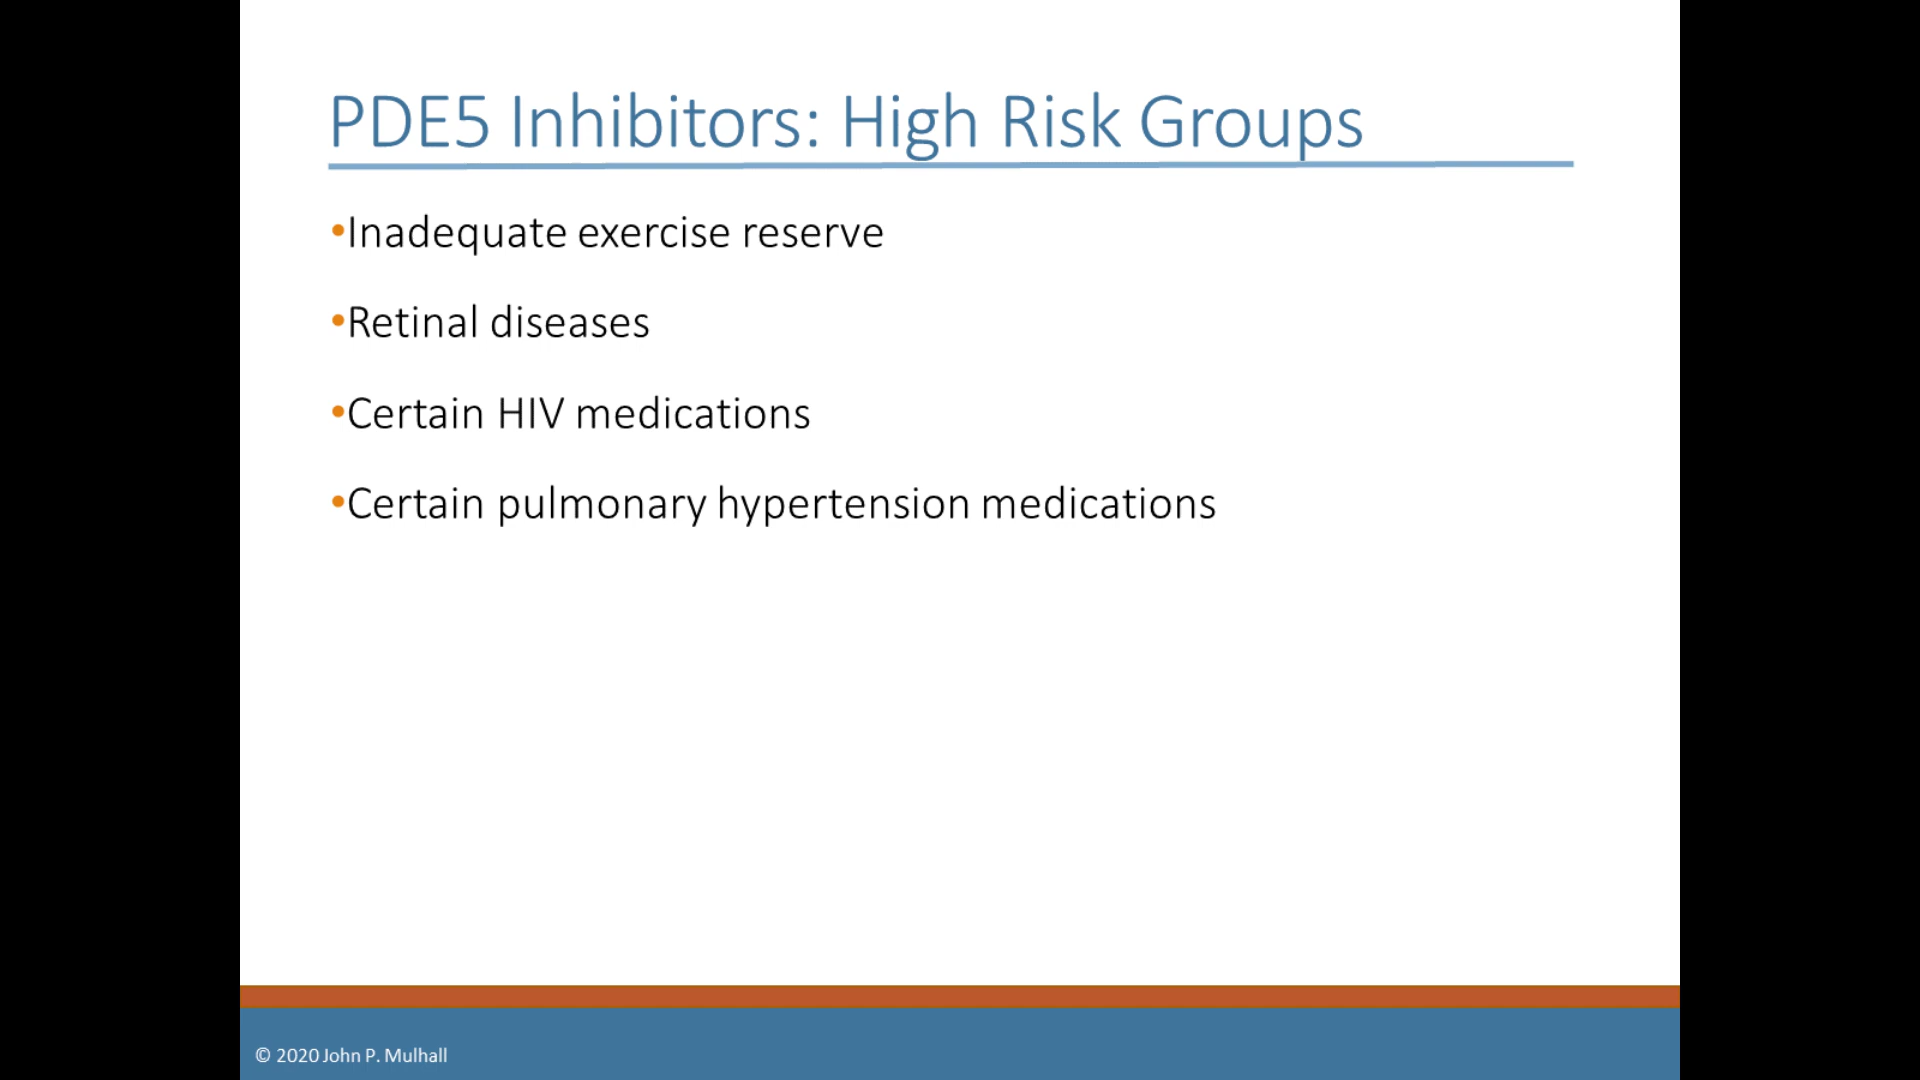 PDE5 Inhibitors: High Risk Groups
•Inadequate exercise reserve
•Retinal diseases
•Certain HIV medications
•Certain pulmonary hypertension medications
© 2020 John P. Mulhall